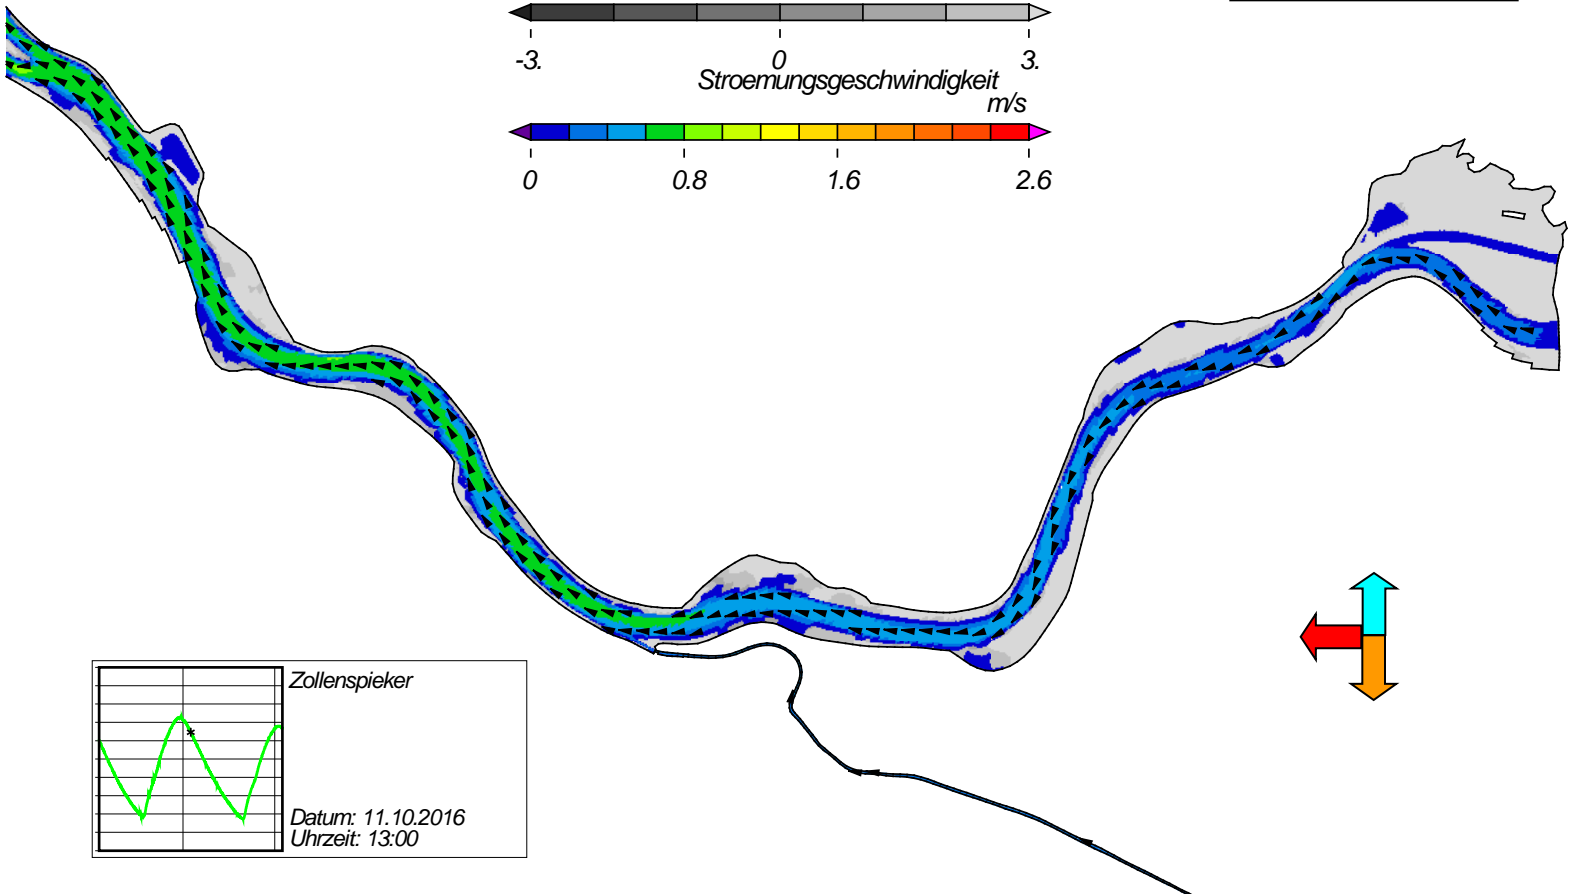 -3. 0 3.
Stroemungsgeschwindigkeit
m/s
0 0.8 1.6 2.6
Zollenspieker
Datum: 11.10.2016
Uhrzeit: 13:00